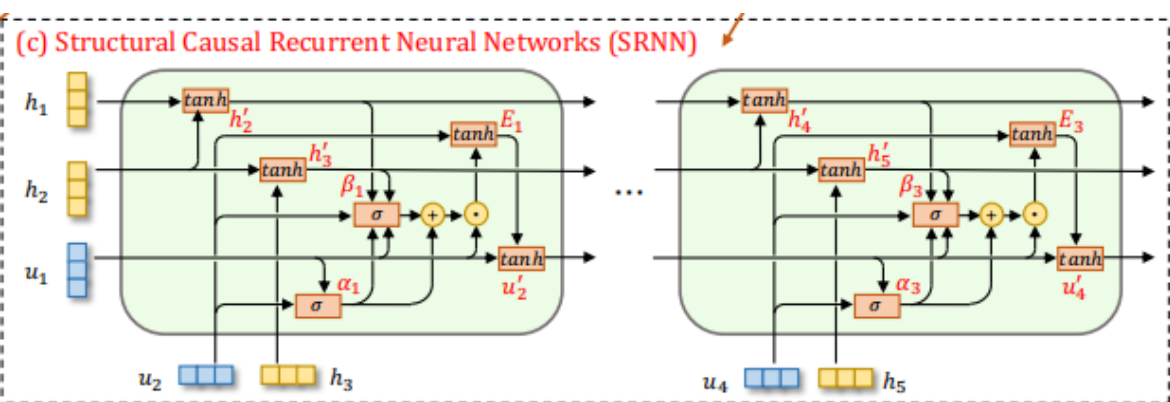 (c) Structural Causal Recurrent Neural Networks (SRNN)
h₁ tanh h′₂ tanh E₁ tanh h′₄ tanh E₃
h₂ tanh h′₃ β₁ σ + · ... tanh h′₅ β₃ σ + ·
u₁ tanh u′₂ α₁ σ tanh u′₄ α₃ σ
u₂ h₃ u₄ h₅